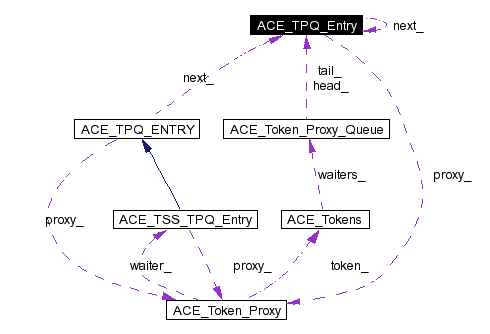 ACE_TPQ_Entry
next_
tail_
head_
next_
ACE_TPQ_ENTRY
ACE_Token_Proxy_Queue
waiters_
proxy_
proxy_
ACE_TSS_TPQ_Entry
ACE_Tokens
waiter_
proxy_
token_
ACE_Token_Proxy